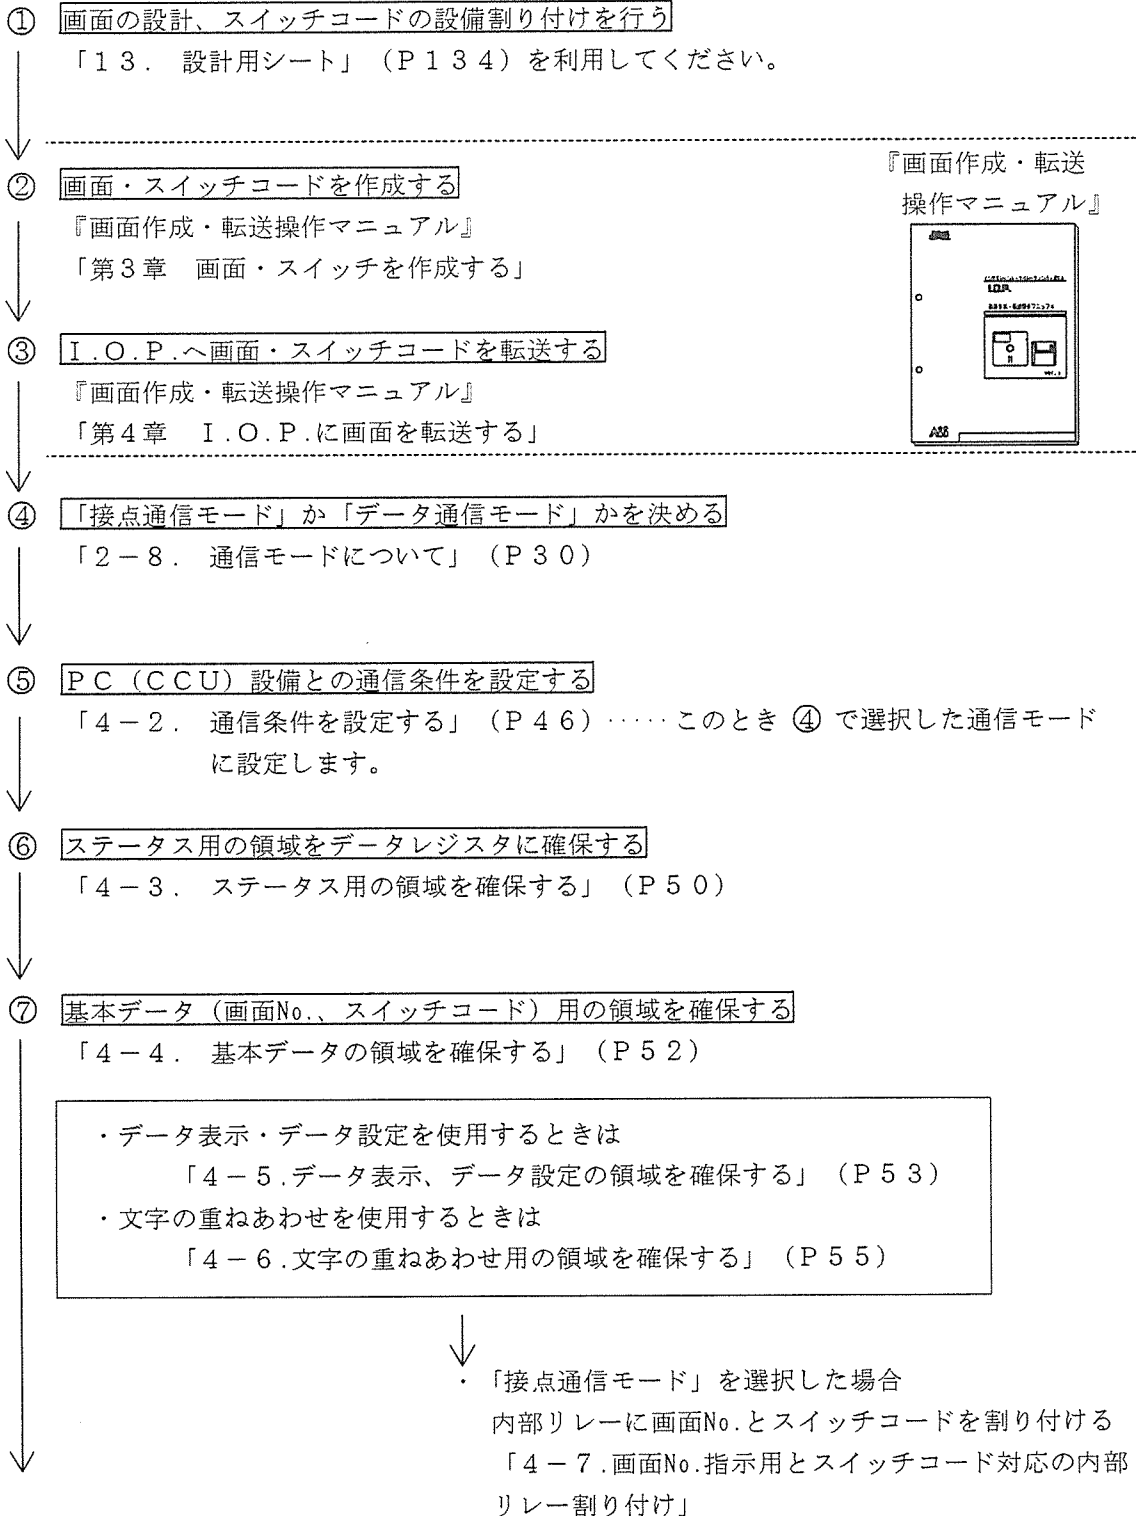 ① 画面の設計、スイッチコードの設備割り付けを行う
「１３．　設計用シート」（Ｐ１３４）を利用してください。
『画面作成・転送
操作マニュアル』
② 画面・スイッチコードを作成する
『画面作成・転送操作マニュアル』
「第３章　画面・スイッチを作成する」
I.O.P.
③ Ｉ.Ｏ.Ｐ.へ画面・スイッチコードを転送する
『画面作成・転送操作マニュアル』
「第４章　Ｉ.Ｏ.Ｐ.に画面を転送する」
④ 「接点通信モード」か「データ通信モード」かを決める
「２－８．　通信モードについて」（Ｐ３０）
⑤ ＰＣ（ＣＣＵ）設備との通信条件を設定する
「４－２．　通信条件を設定する」（Ｐ４６）‥‥‥このとき ④ で選択した通信モード
に設定します。
⑥ ステータス用の領域をデータレジスタに確保する
「４－３．　ステータス用の領域を確保する」（Ｐ５０）
⑦ 基本データ（画面No.、スイッチコード）用の領域を確保する
「４－４．　基本データの領域を確保する」（Ｐ５２）
・データ表示・データ設定を使用するときは
「４－５.データ表示、データ設定の領域を確保する」（Ｐ５３）
・文字の重ねあわせを使用するときは
「４－６.文字の重ねあわせ用の領域を確保する」（Ｐ５５）
・「接点通信モード」を選択した場合
内部リレーに画面No.とスイッチコードを割り付ける
「４－７.画面No.指示用とスイッチコード対応の内部
リレー割り付け」